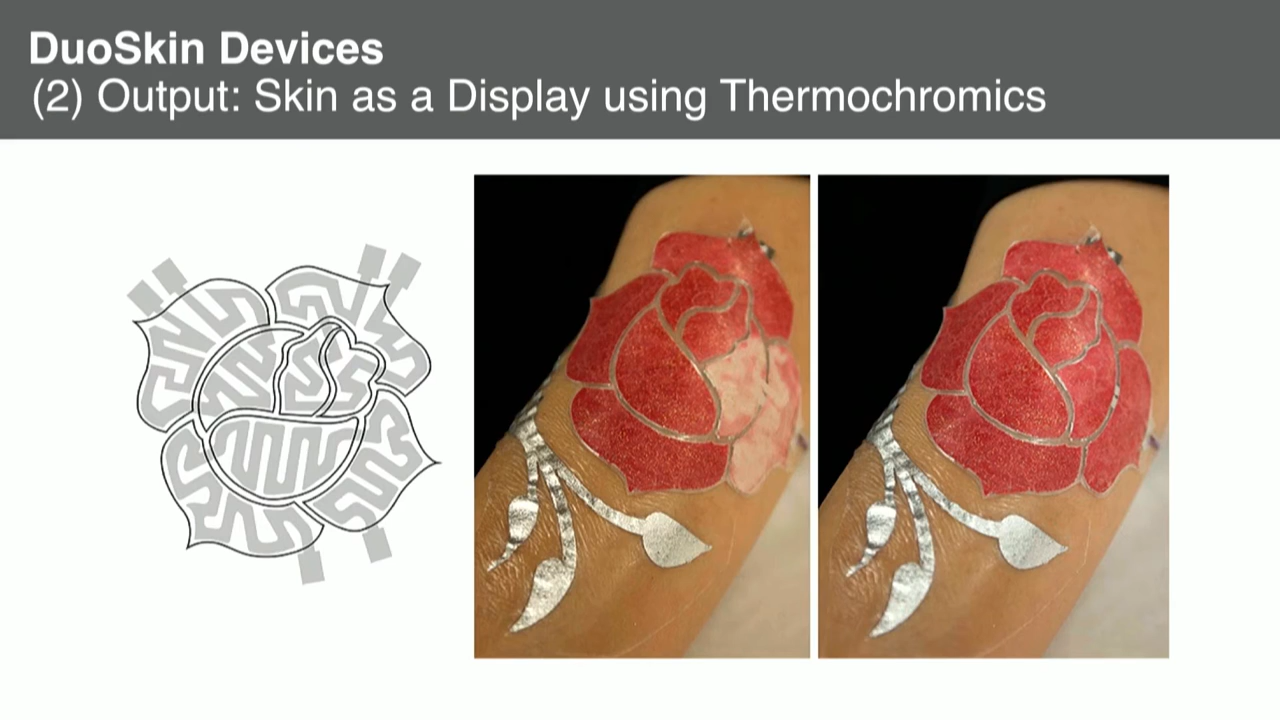 DuoSkin Devices
(2) Output: Skin as a Display using Thermochromics